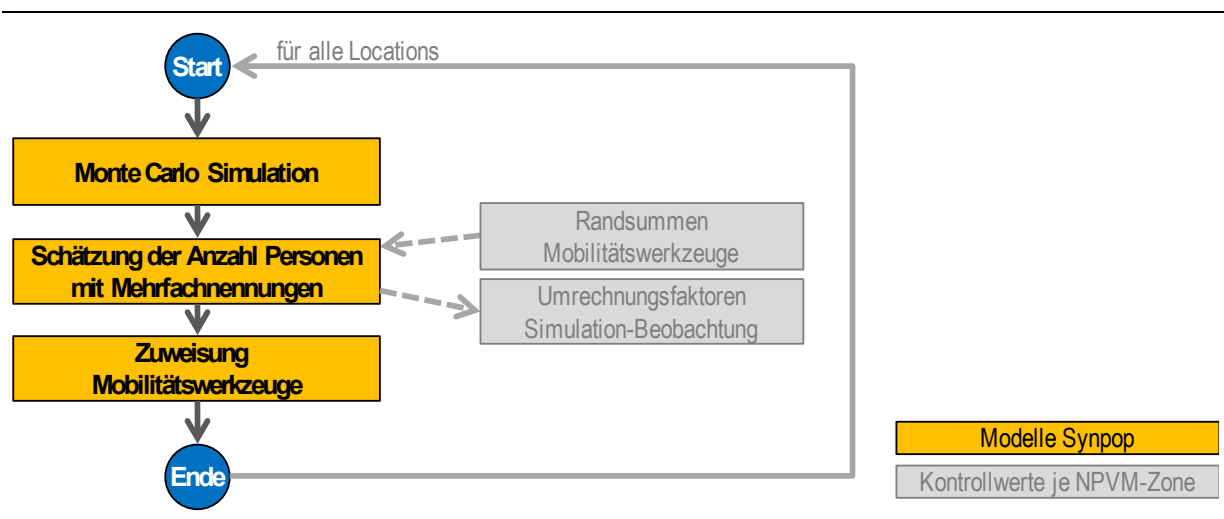 für alle Locations
Start
Monte Carlo Simulation
Schätzung der Anzahl Personen
mit Mehrfachnennungen
Randsummen
Mobilitätswerkzeuge
Umrechnungsfaktoren
Simulation-Beobachtung
Zuweisung
Mobilitätswerkzeuge
Ende
Modelle Synpop
Kontrollwerte je NPVM-Zone